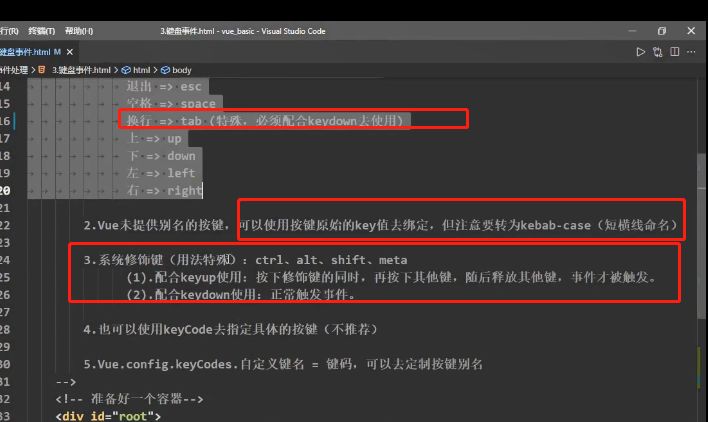 行(R) 终端(T) 帮助(H) 3.键盘事件.html - vue_basic - Visual Studio Code
键盘事件.html M
件处理 > 3.键盘事件.html > html > body
14 退出 => esc
15 空格 => space
16 换行 => tab (特殊，必须配合keydown去使用)
17 上 => up
18 下 => down
19 左 => left
20 右 => right
21
22 2.Vue未提供别名的按键，可以使用按键原始的key值去绑定，但注意要转为kebab-case（短横线命名）
23
24 3.系统修饰键（用法特殊）：ctrl、alt、shift、meta
25 (1).配合keyup使用：按下修饰键的同时，再按下其他键，随后释放其他键，事件才被触发。
26 (2).配合keydown使用：正常触发事件。
27
28 4.也可以使用keyCode去指定具体的按键（不推荐）
29
30 5.Vue.config.keyCodes.自定义键名 = 键码，可以去定制按键别名
31 -->
32 <!-- 准备好一个容器-->
33 <div id="root">